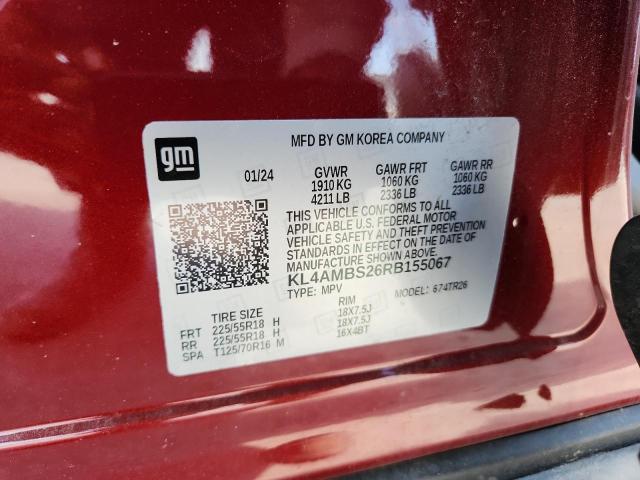 gm
MFD BY GM KOREA COMPANY
01/24 GVWR GAWR FRT GAWR RR
1910 KG 1060 KG 1060 KG
4211 LB 2336 LB 2336 LB
THIS VEHICLE CONFORMS TO ALL
APPLICABLE U.S. FEDERAL MOTOR
VEHICLE SAFETY AND THEFT PREVENTION
STANDARDS IN EFFECT ON THE DATE OF
MANUFACTURE SHOWN ABOVE.
KL4AMBS26RB155067
TYPE: MPV MODEL: 674TR26
TIRE SIZE RIM
FRT 225/55R18 H 18X7.5J
RR 225/55R18 H 18X7.5J
SPA T125/70R16 M 16X4BT